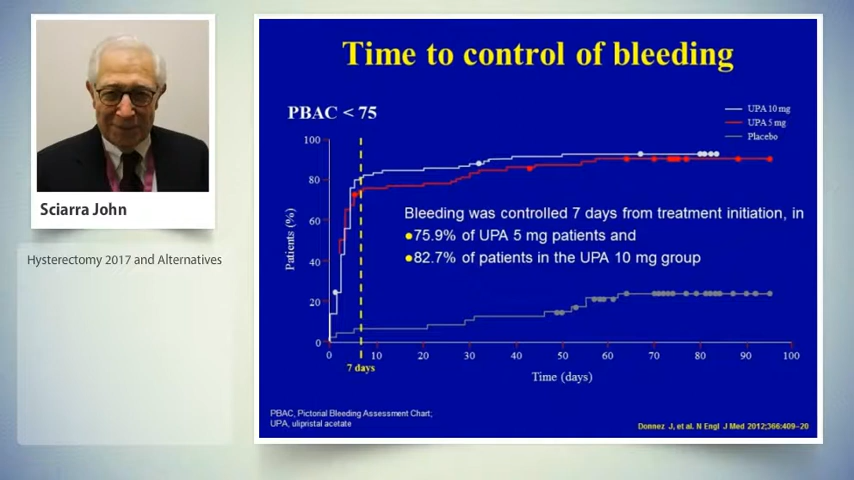 Time to control of bleeding
PBAC < 75
UPA 10 mg
UPA 5 mg
Placebo
100
80
60
40
20
0
Patients (%)
Bleeding was controlled 7 days from treatment initiation, in
●75.9% of UPA 5 mg patients and
●82.7% of patients in the UPA 10 mg group
0 10 20 30 40 50 60 70 80 90 100
7 days
Time (days)
PBAC, Pictorial Bleeding Assessment Chart;
UPA, ulipristal acetate
Donnez J, et al. N Engl J Med 2012;366:409–20
Sciarra John
Hysterectomy 2017 and Alternatives